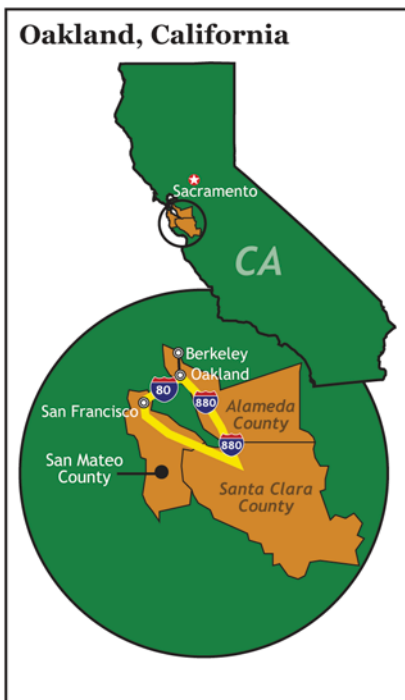 Oakland, California
Sacramento
CA
Berkeley
Oakland
80
880
San Francisco
Alameda
County
880
San Mateo
County
Santa Clara
County